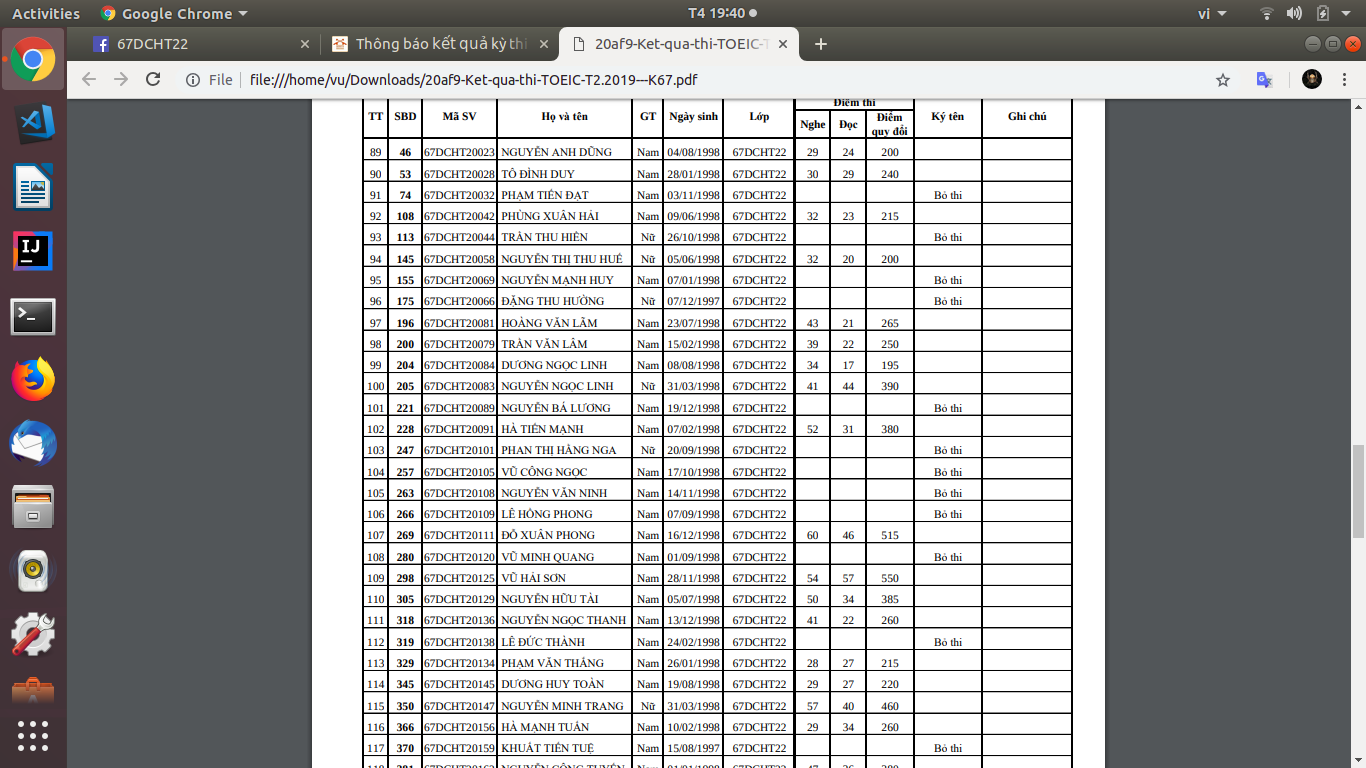 Activities Google Chrome T4 19:40 vi
67DCHT22 Thông báo kết quả kỳ thi 20af9-Ket-qua-thi-TOEIC-T
File file:///home/vu/Downloads/20af9-Ket-qua-thi-TOEIC-T2.2019---K67.pdf
Điểm thi
TT SBD Mã SV Họ và tên GT Ngày sinh Lớp Nghe Đọc Điểm quy đổi Ký tên Ghi chú
89 46 67DCHT20023 NGUYỄN ANH DŨNG Nam 04/08/1998 67DCHT22 29 24 200
90 53 67DCHT20028 TÔ ĐÌNH DUY Nam 28/01/1998 67DCHT22 30 29 240
91 74 67DCHT20032 PHẠM TIẾN ĐẠT Nam 03/11/1998 67DCHT22 Bỏ thi
92 108 67DCHT20042 PHÙNG XUÂN HẢI Nam 09/06/1998 67DCHT22 32 23 215
93 113 67DCHT20044 TRẦN THU HIỀN Nữ 26/10/1998 67DCHT22 Bỏ thi
94 145 67DCHT20058 NGUYỄN THỊ THU HUẾ Nữ 05/06/1998 67DCHT22 32 20 200
95 155 67DCHT20069 NGUYỄN MẠNH HUY Nam 07/01/1998 67DCHT22 Bỏ thi
96 175 67DCHT20066 ĐẶNG THU HƯỜNG Nữ 07/12/1997 67DCHT22 Bỏ thi
97 196 67DCHT20081 HOÀNG VĂN LÃM Nam 23/07/1998 67DCHT22 43 21 265
98 200 67DCHT20079 TRẦN VĂN LÂM Nam 15/02/1998 67DCHT22 39 22 250
99 204 67DCHT20084 DƯƠNG NGỌC LINH Nam 08/08/1998 67DCHT22 34 17 195
100 205 67DCHT20083 NGUYỄN NGỌC LINH Nữ 31/03/1998 67DCHT22 41 44 390
101 221 67DCHT20089 NGUYỄN BÁ LƯƠNG Nam 19/12/1998 67DCHT22 Bỏ thi
102 228 67DCHT20091 HÀ TIẾN MẠNH Nam 07/02/1998 67DCHT22 52 31 380
103 247 67DCHT20101 PHAN THỊ HẰNG NGA Nữ 20/09/1998 67DCHT22 Bỏ thi
104 257 67DCHT20105 VŨ CÔNG NGỌC Nam 17/10/1998 67DCHT22 Bỏ thi
105 263 67DCHT20108 NGUYỄN VĂN NINH Nam 14/11/1998 67DCHT22 Bỏ thi
106 266 67DCHT20109 LÊ HỒNG PHONG Nam 07/09/1998 67DCHT22 Bỏ thi
107 269 67DCHT20111 ĐỖ XUÂN PHONG Nam 16/12/1998 67DCHT22 60 46 515
108 280 67DCHT20120 VŨ MINH QUANG Nam 01/09/1998 67DCHT22 Bỏ thi
109 298 67DCHT20125 VŨ HẢI SƠN Nam 28/11/1998 67DCHT22 54 57 550
110 305 67DCHT20129 NGUYỄN HỮU TÀI Nam 05/07/1998 67DCHT22 50 34 385
111 318 67DCHT20136 NGUYỄN NGỌC THANH Nam 13/12/1998 67DCHT22 41 22 260
112 319 67DCHT20138 LÊ ĐỨC THÀNH Nam 24/02/1998 67DCHT22 Bỏ thi
113 329 67DCHT20134 PHẠM VĂN THẮNG Nam 26/01/1998 67DCHT22 28 27 215
114 345 67DCHT20145 DƯƠNG HUY TOÀN Nam 19/08/1998 67DCHT22 29 27 220
115 350 67DCHT20147 NGUYỄN MINH TRANG Nữ 31/03/1998 67DCHT22 57 40 460
116 366 67DCHT20156 HÀ MẠNH TUẤN Nam 10/02/1998 67DCHT22 29 34 260
117 370 67DCHT20159 KHUẤT TIẾN TUỆ Nam 15/08/1997 67DCHT22 Bỏ thi